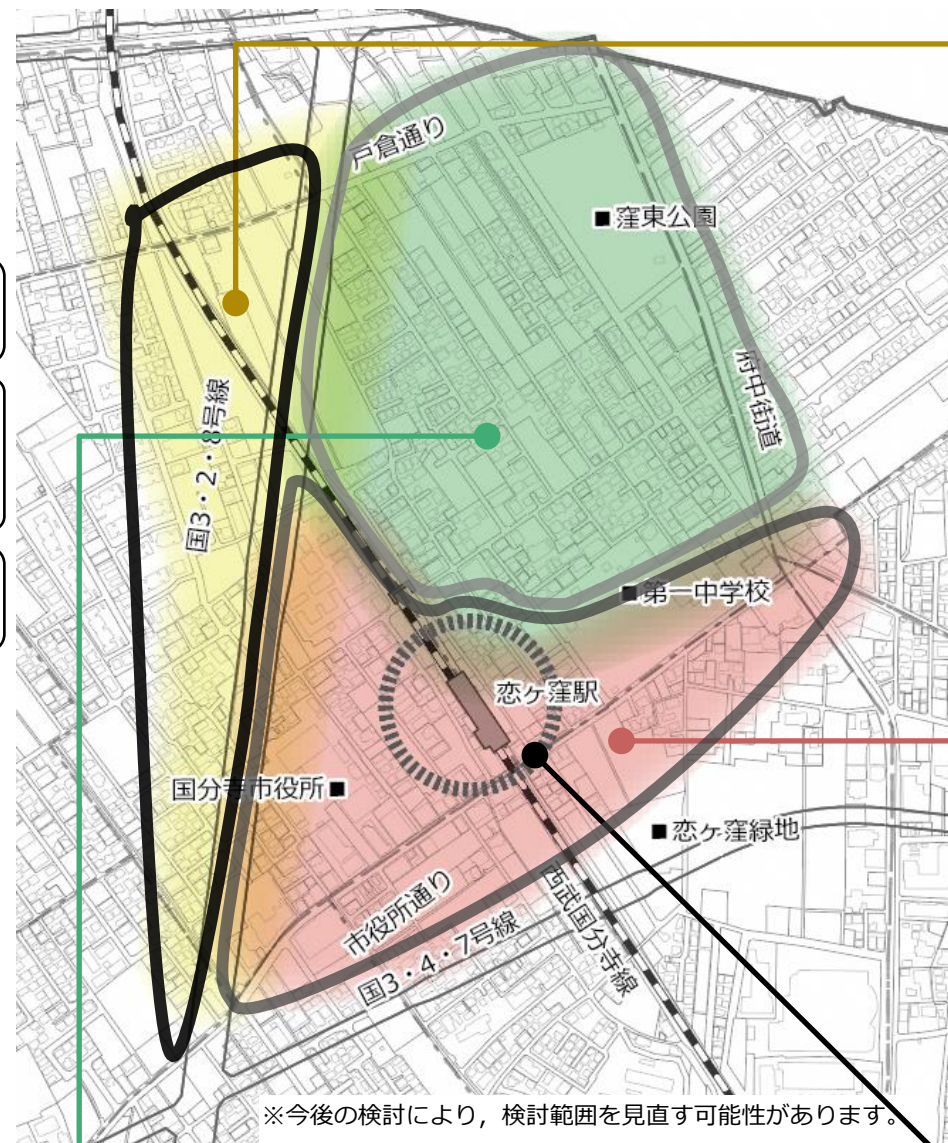 戸倉通り
■窪東公園
府中街道
国3・2・8号線
■第一中学校
恋ヶ窪駅
国分寺市役所■
■恋ヶ窪緑地
市役所通り
国3・4・7号線
西武国分寺線
※今後の検討により，検討範囲を見直す可能性があります。